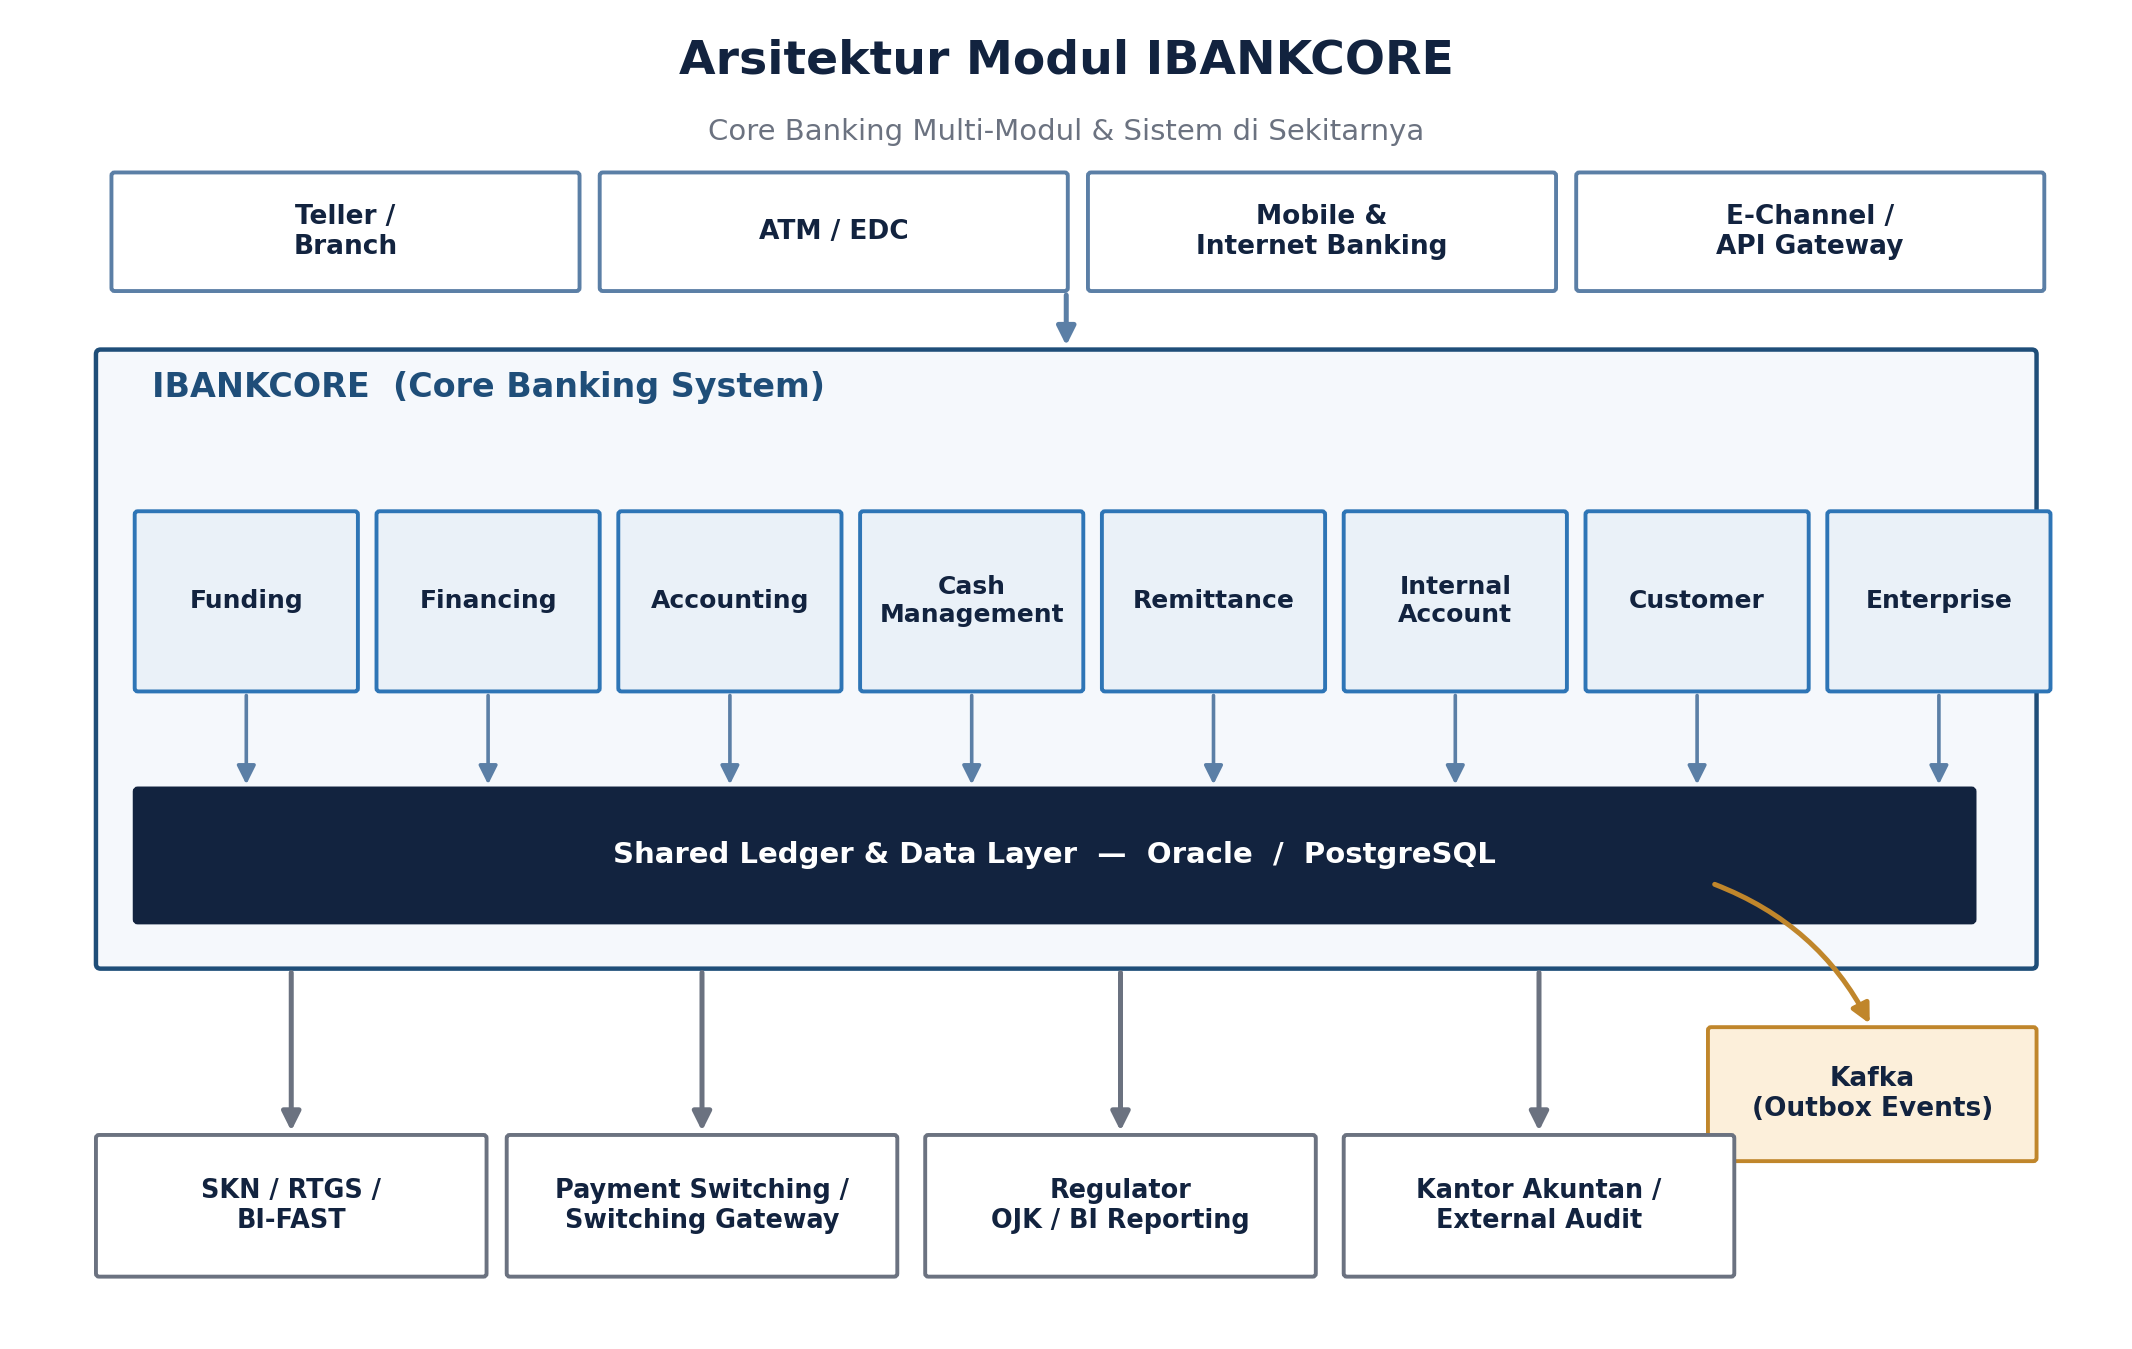 Arsitektur Modul IBANKCORE
Core Banking Multi-Modul & Sistem di Sekitarnya
Teller /
Branch
ATM / EDC
Mobile &
Internet Banking
E-Channel /
API Gateway
IBANKCORE (Core Banking System)
Funding
Financing
Accounting
Cash
Management
Remittance
Internal
Account
Customer
Enterprise
Shared Ledger & Data Layer — Oracle / PostgreSQL
Kafka
(Outbox Events)
SKN / RTGS /
BI-FAST
Payment Switching /
Switching Gateway
Regulator
OJK / BI Reporting
Kantor Akuntan /
External Audit